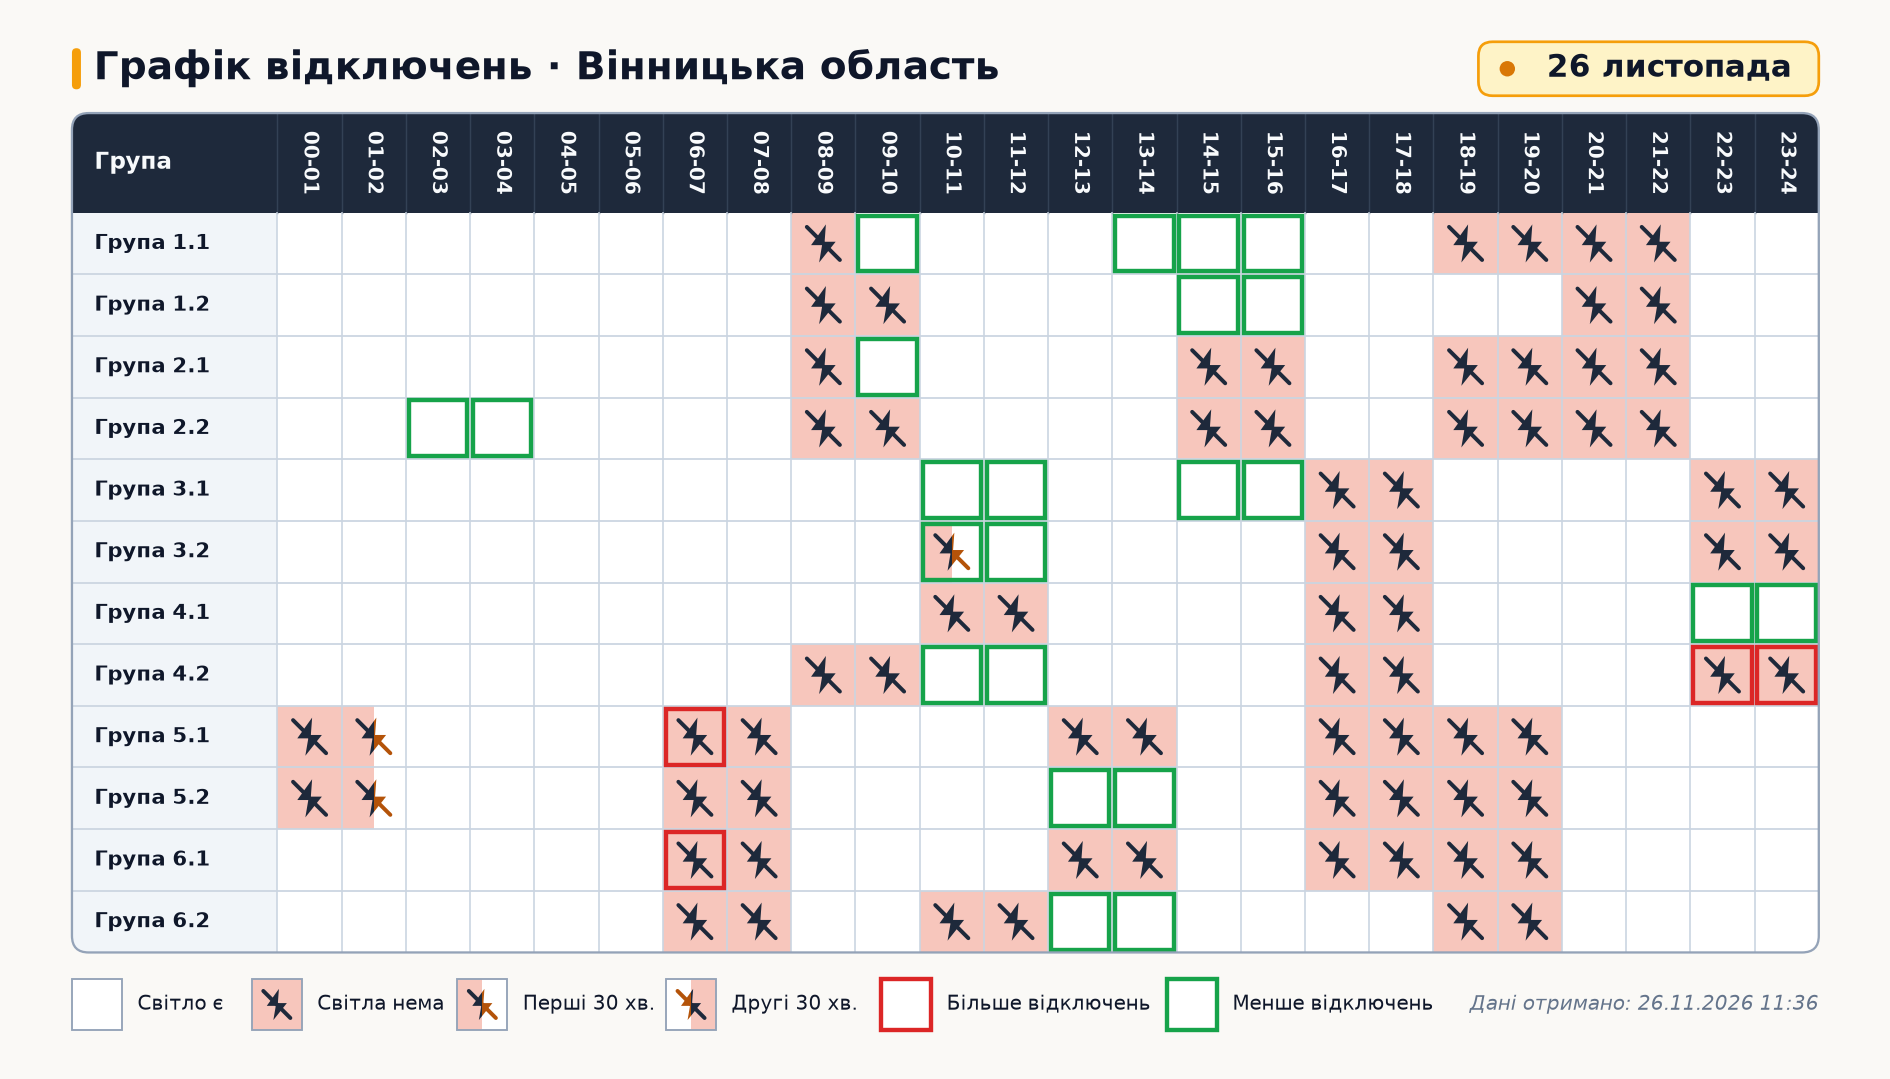 Графік відключень · Вінницька область
26 листопада
Група
00-01
01-02
02-03
03-04
04-05
05-06
06-07
07-08
08-09
09-10
10-11
11-12
12-13
13-14
14-15
15-16
16-17
17-18
18-19
19-20
20-21
21-22
22-23
23-24
Група 1.1
Група 1.2
Група 2.1
Група 2.2
Група 3.1
Група 3.2
Група 4.1
Група 4.2
Група 5.1
Група 5.2
Група 6.1
Група 6.2
Світло є
Світла нема
Перші 30 хв.
Другі 30 хв.
Більше відключень
Менше відключень
Дані отримано: 26.11.2026 11:36